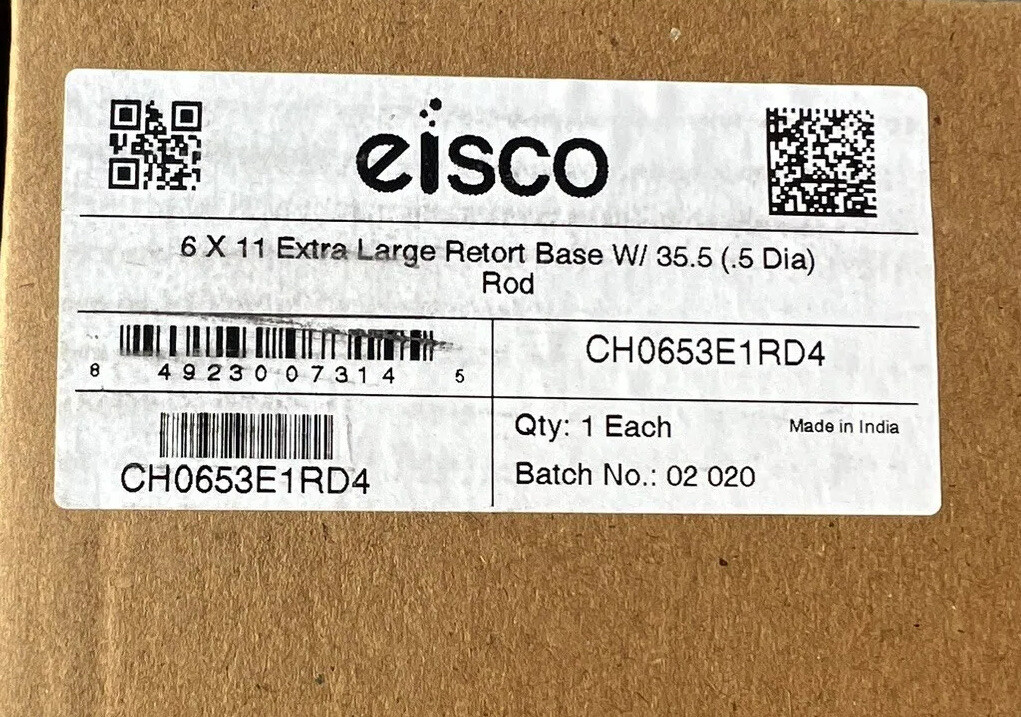 eisco
6 X 11 Extra Large Retort Base W/ 35.5 (.5 Dia)
Rod
8 49230 07314 5
CH0653E1RD4
CH0653E1RD4
Qty: 1 Each
Made in India
Batch No.: 02 020